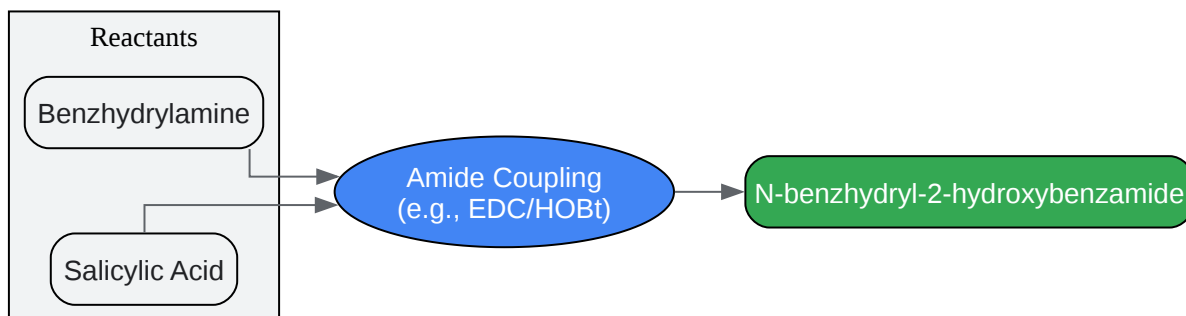 Reactants
Benzhydrylamine
Salicylic Acid
Amide Coupling
(e.g., EDC/HOBt)
N-benzhydryl-2-hydroxybenzamide